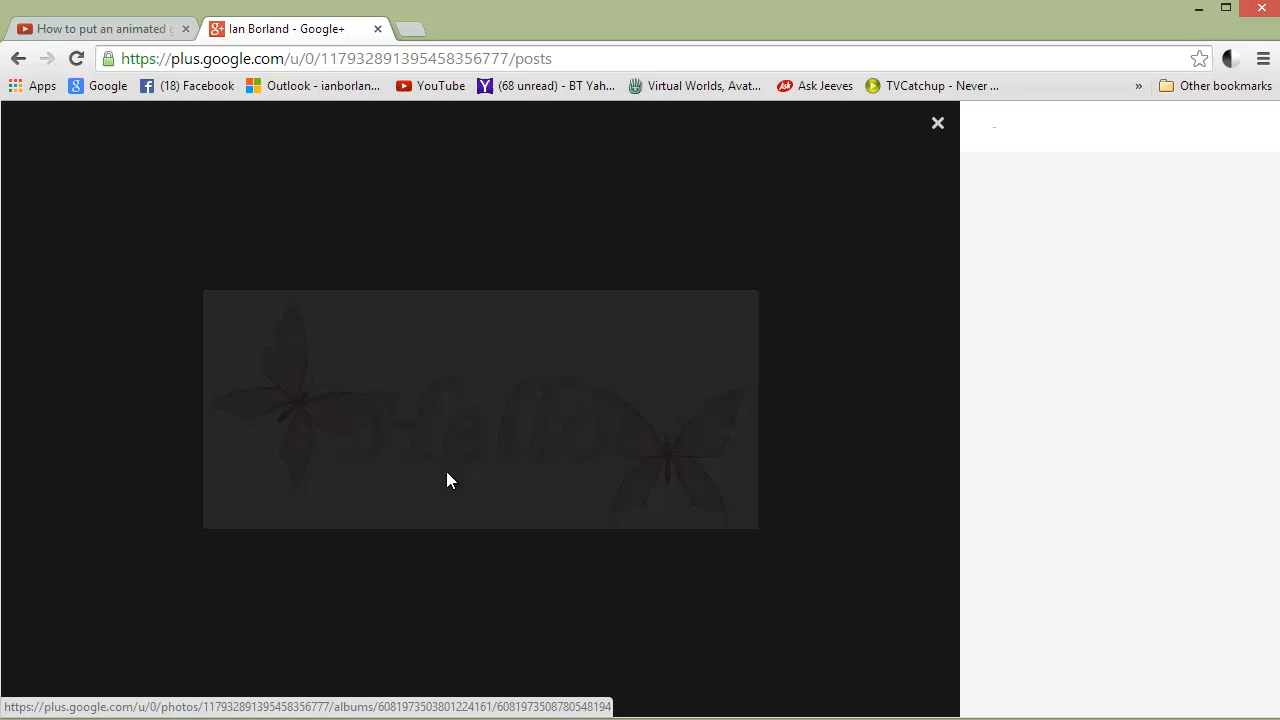 How to put an animated g
Ian Borland - Google+
https://plus.google.com/u/0/117932891395458356777/posts
Apps Google (18) Facebook Outlook - ianborlan... YouTube (68 unread) - BT Yah... Virtual Worlds, Avat... Ask Jeeves TVCatchup - Never ... » Other bookmarks
Hello
https://plus.google.com/u/0/photos/117932891395458356777/albums/6081973503801224161/6081973508780548194